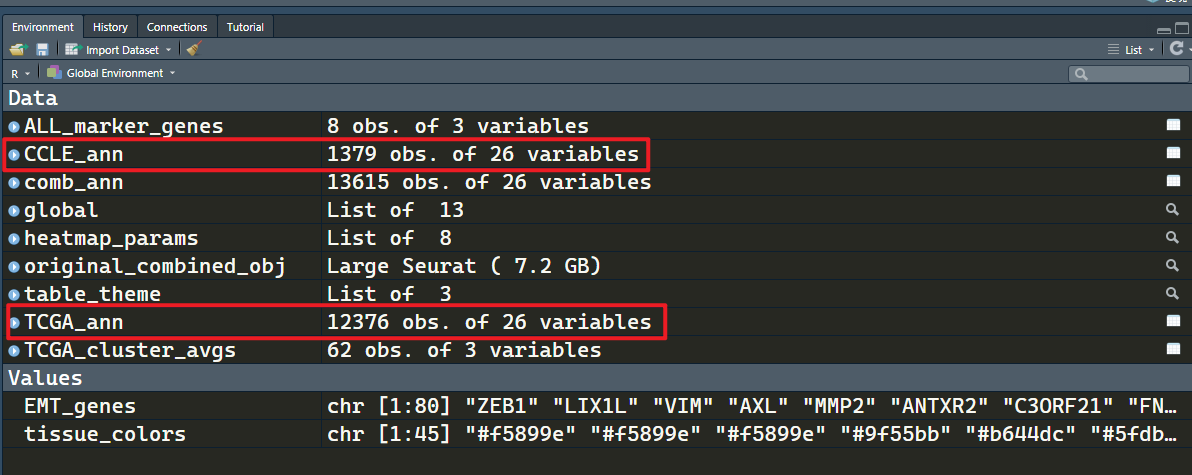 Environment History Connections Tutorial
Import Dataset List
R Global Environment
Data
ALL_marker_genes 8 obs. of 3 variables
CCLE_ann 1379 obs. of 26 variables
comb_ann 13615 obs. of 26 variables
global List of 13
heatmap_params List of 8
original_combined_obj Large Seurat ( 7.2 GB)
table_theme List of 3
TCGA_ann 12376 obs. of 26 variables
TCGA_cluster_avgs 62 obs. of 3 variables
Values
EMT_genes chr [1:80] "ZEB1" "LIX1L" "VIM" "AXL" "MMP2" "ANTXR2" "C3ORF21" "FN…
tissue_colors chr [1:45] "#f5899e" "#f5899e" "#f5899e" "#9f55bb" "#b644dc" "#5fdb…